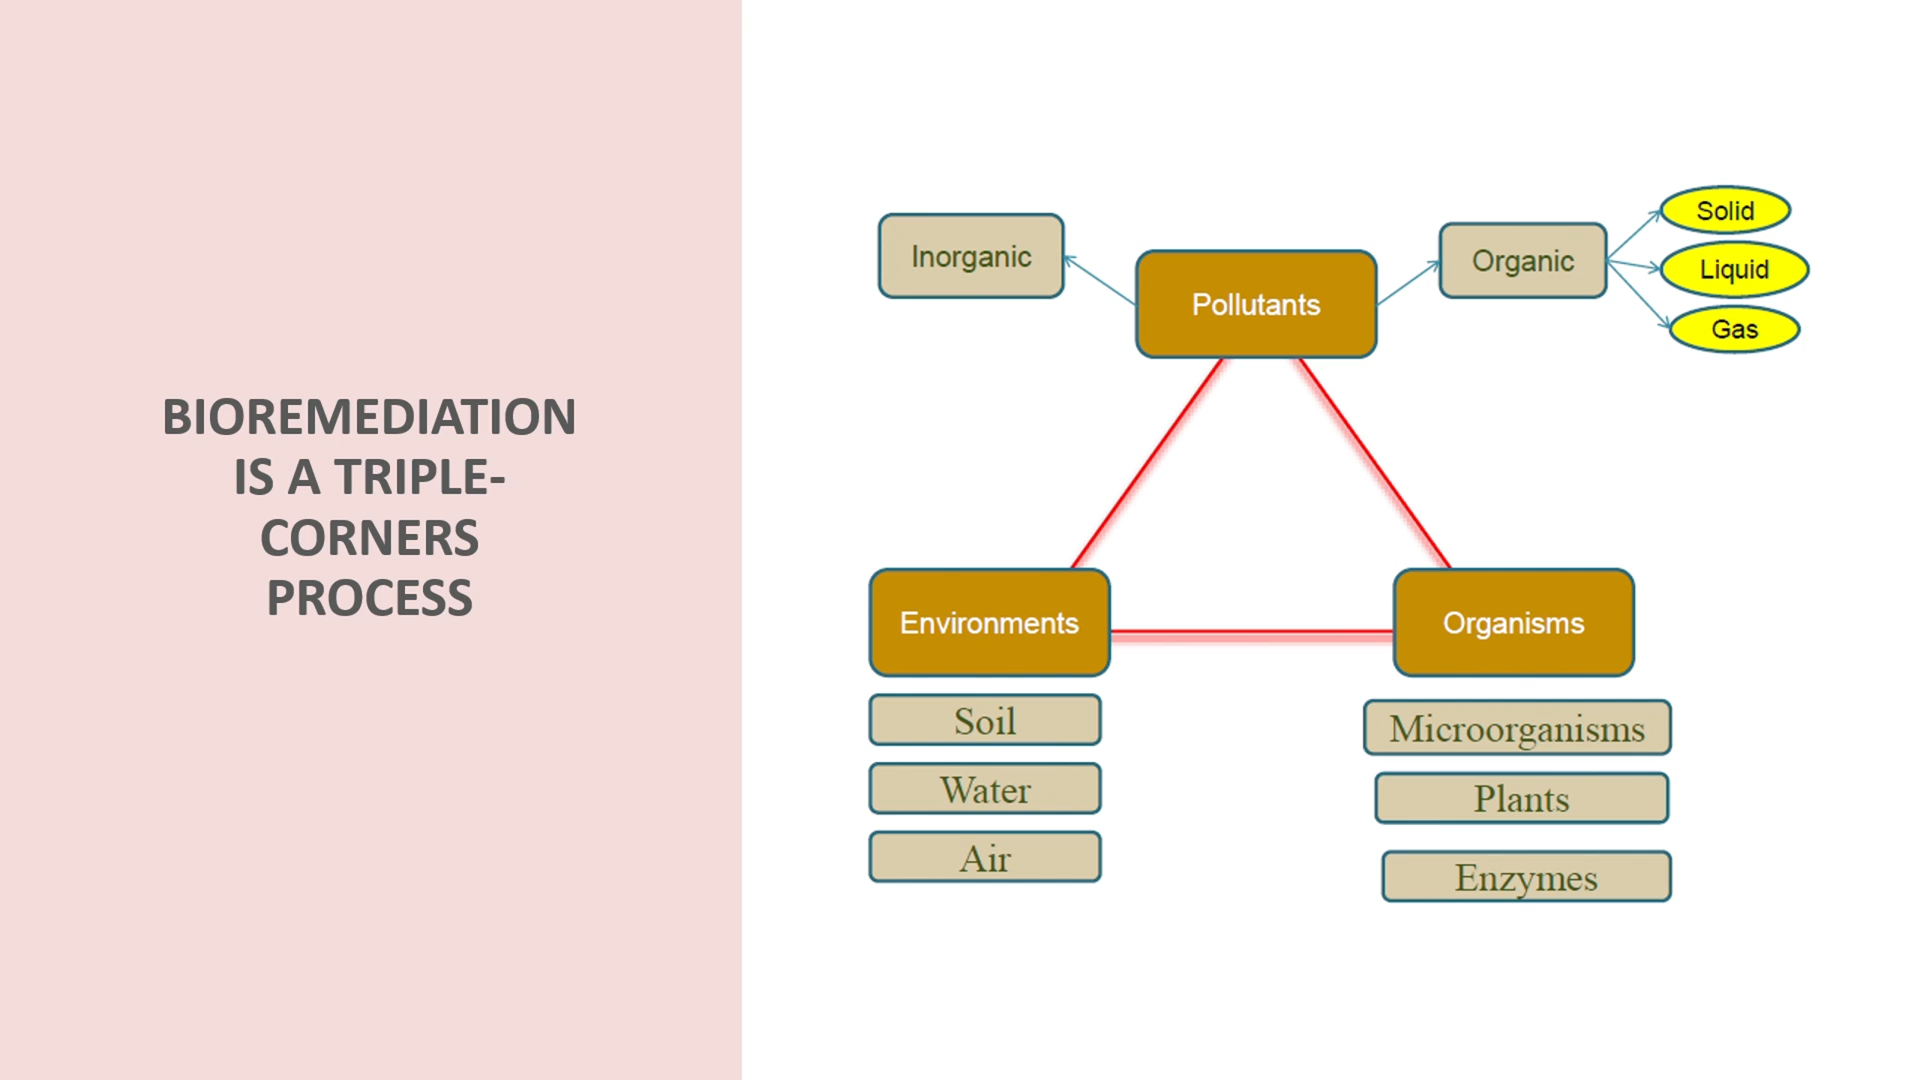 BIOREMEDIATION
IS A TRIPLE-
CORNERS
PROCESS
Inorganic
Pollutants
Organic
Solid
Liquid
Gas
Environments
Organisms
Soil
Water
Air
Microorganisms
Plants
Enzymes